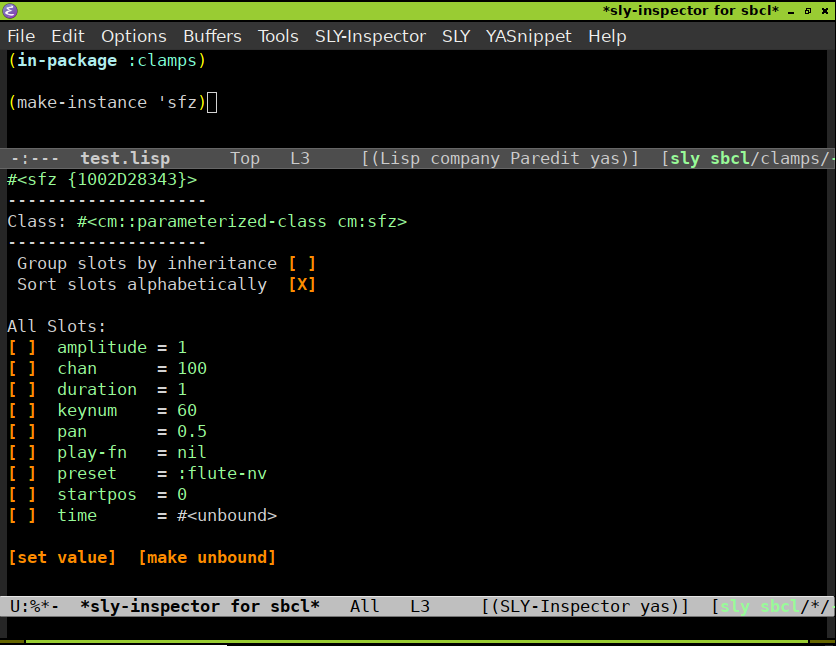 *sly-inspector for sbcl*
File Edit Options Buffers Tools SLY-Inspector SLY YASnippet Help
(in-package :clamps)
(make-instance 'sfz)
-:--- test.lisp Top L3 [(Lisp company Paredit yas)] [sly sbcl/clamps/-
#<sfz {1002D28343}>
--------------------
Class: #<cm::parameterized-class cm:sfz>
--------------------
Group slots by inheritance [ ]
Sort slots alphabetically [X]
All Slots:
[ ] amplitude = 1
[ ] chan = 100
[ ] duration = 1
[ ] keynum = 60
[ ] pan = 0.5
[ ] play-fn = nil
[ ] preset = :flute-nv
[ ] startpos = 0
[ ] time = #<unbound>
[set value] [make unbound]
U:%*- *sly-inspector for sbcl* All L3 [(SLY-Inspector yas)] [sly sbcl/*/-